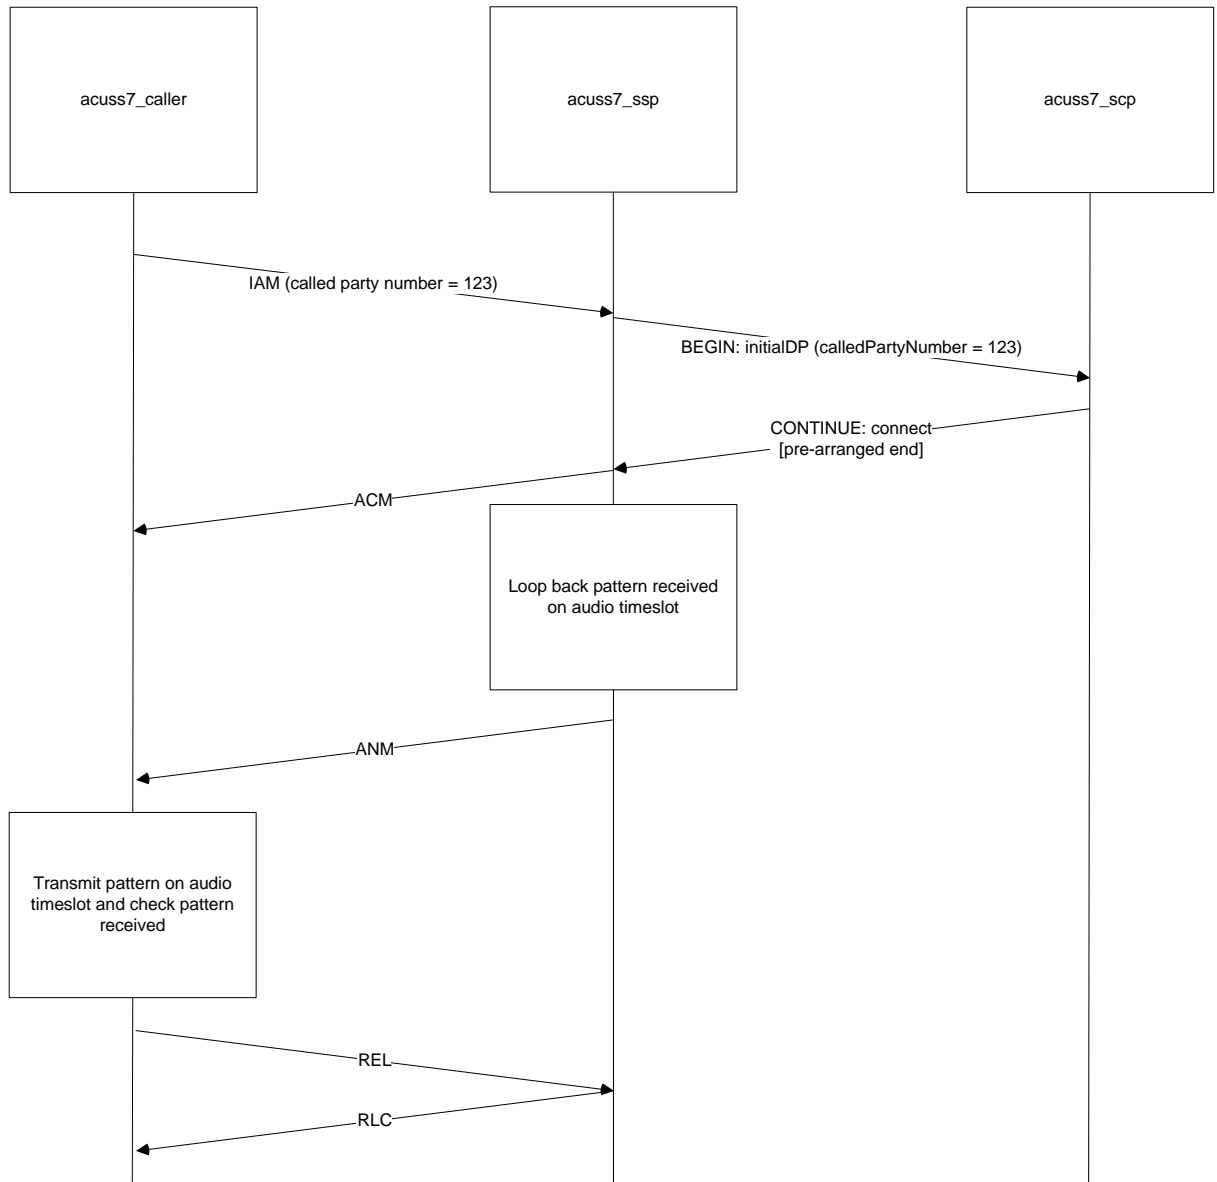 acuss7_caller
acuss7_ssp
acuss7_scp
IAM (called party number = 123)
BEGIN: initialDP (calledPartyNumber = 123)
CONTINUE: connect
[pre-arranged end]
ACM
Loop back pattern received
on audio timeslot
ANM
Transmit pattern on audio
timeslot and check pattern
received
REL
RLC